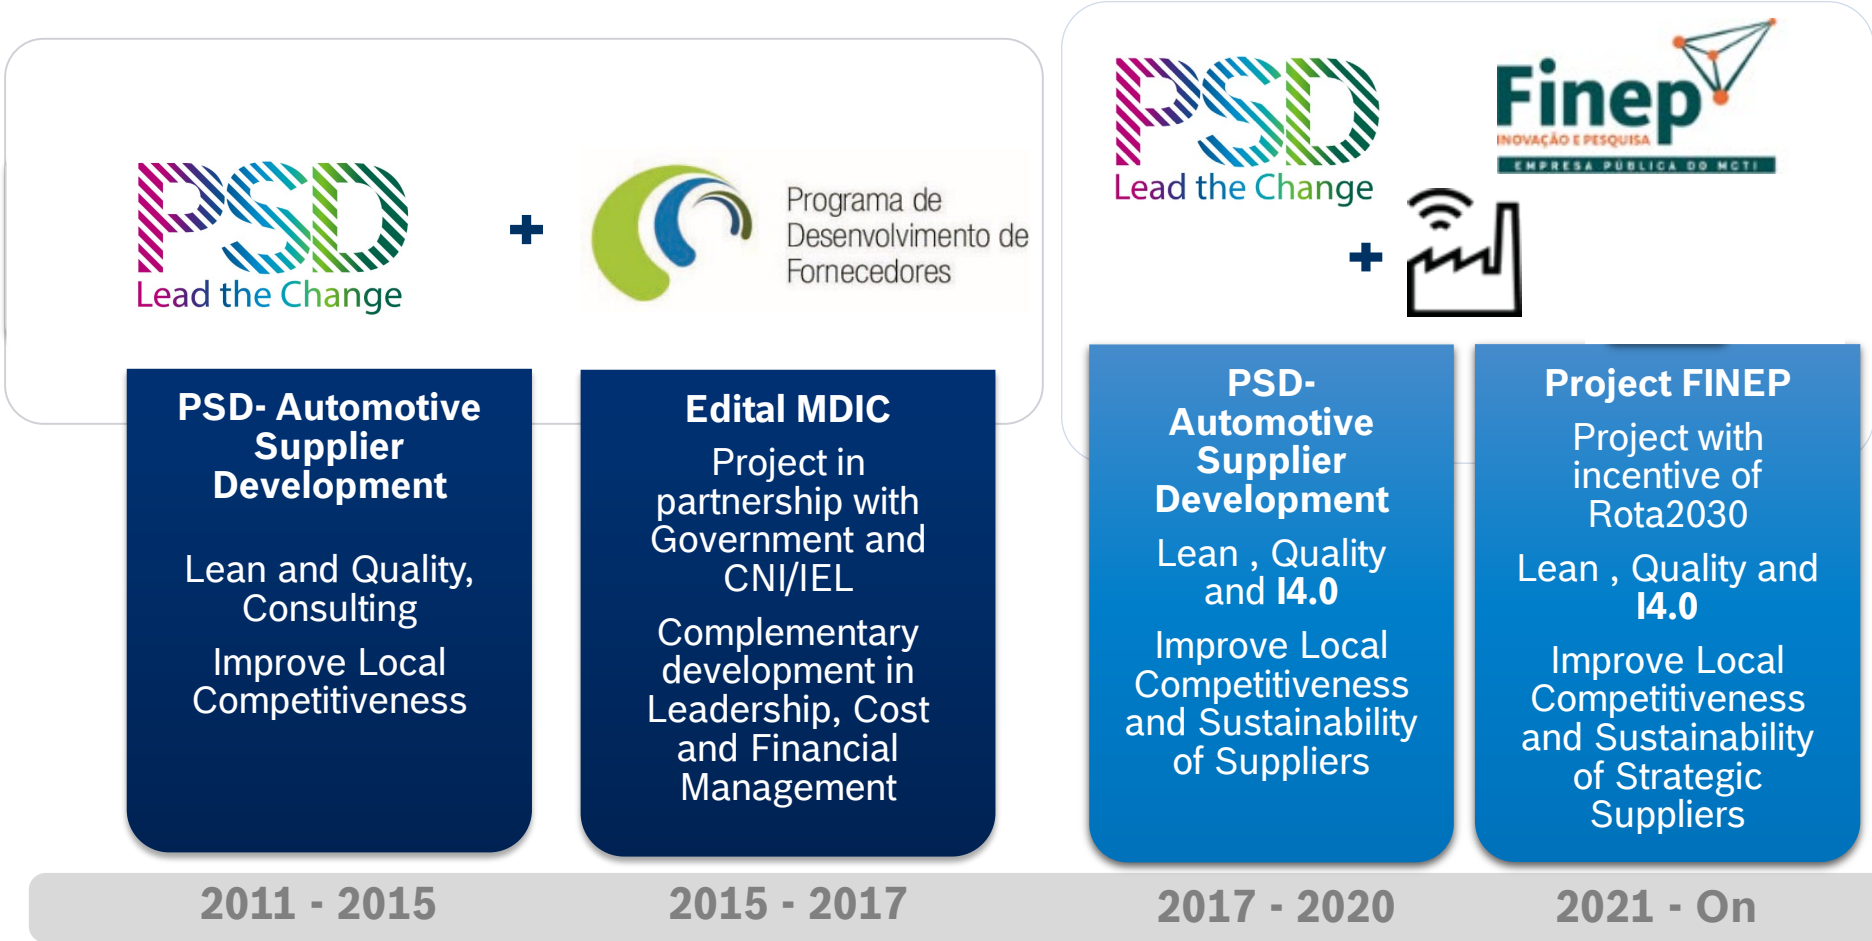 PSD
Lead the Change
+
Programa de
Desenvolvimento de
Fornecedores
PSD
Lead the Change
+
Finep
INOVAÇÃO E PESQUISA
EMPRESA PÚBLICA DO MCTI
PSD- Automotive
Supplier
Development
Lean and Quality,
Consulting
Improve Local
Competitiveness
Edital MDIC
Project in
partnership with
Government and
CNI/IEL
Complementary
development in
Leadership, Cost
and Financial
Management
PSD-
Automotive
Supplier
Development
Lean , Quality
and I4.0
Improve Local
Competitiveness
and Sustainability
of Suppliers
Project FINEP
Project with
incentive of
Rota2030
Lean , Quality and
I4.0
Improve Local
Competitiveness
and Sustainability
of Strategic
Suppliers
2011 - 2015
2015 - 2017
2017 - 2020
2021 - On